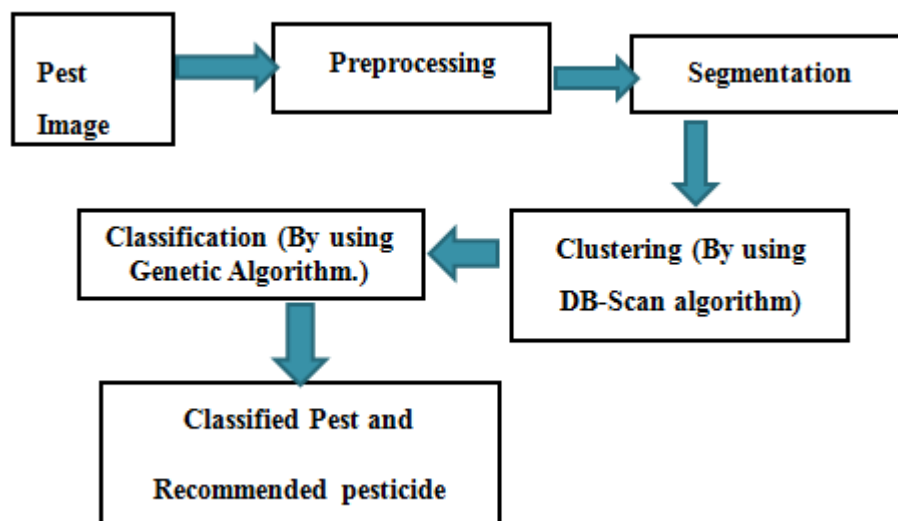 Pest
Image
Preprocessing
Segmentation
Clustering (By using
DB-Scan algorithm)
Classification (By using
Genetic Algorithm.)
Classified Pest and
Recommended pesticide